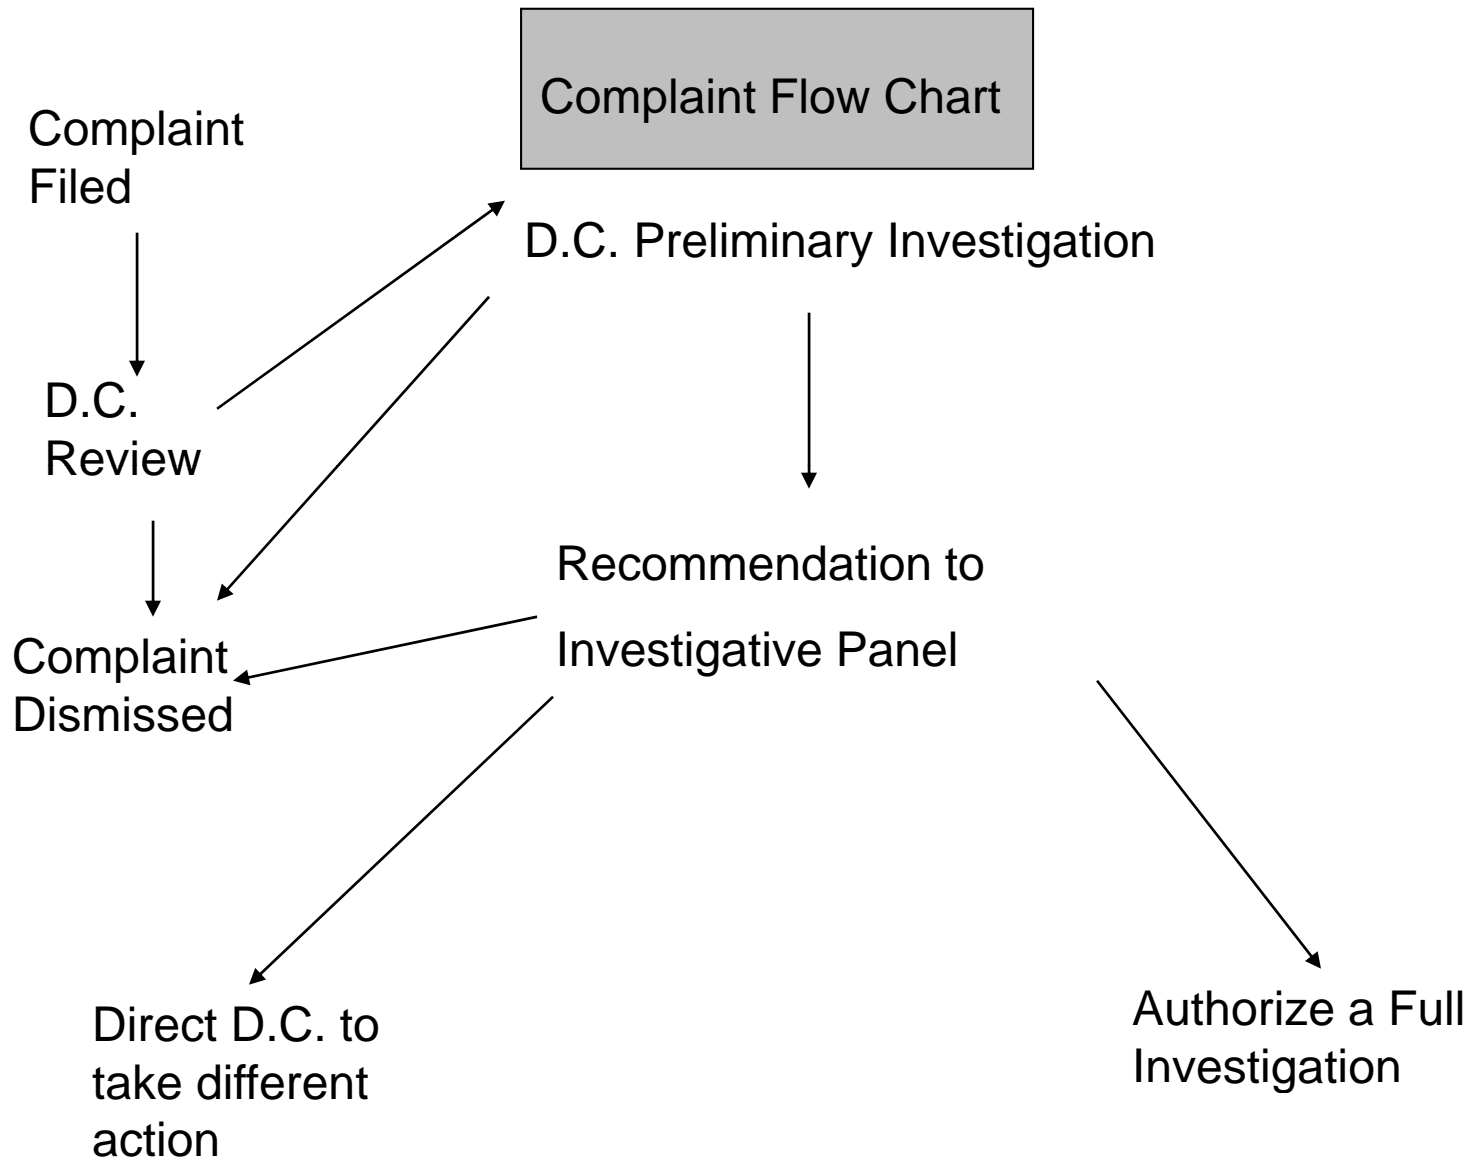 Complaint Flow Chart
Complaint
Filed
D.C. Preliminary Investigation
D.C.
Review
Recommendation to
Investigative Panel
Complaint
Dismissed
Direct D.C. to
take different
action
Authorize a Full
Investigation